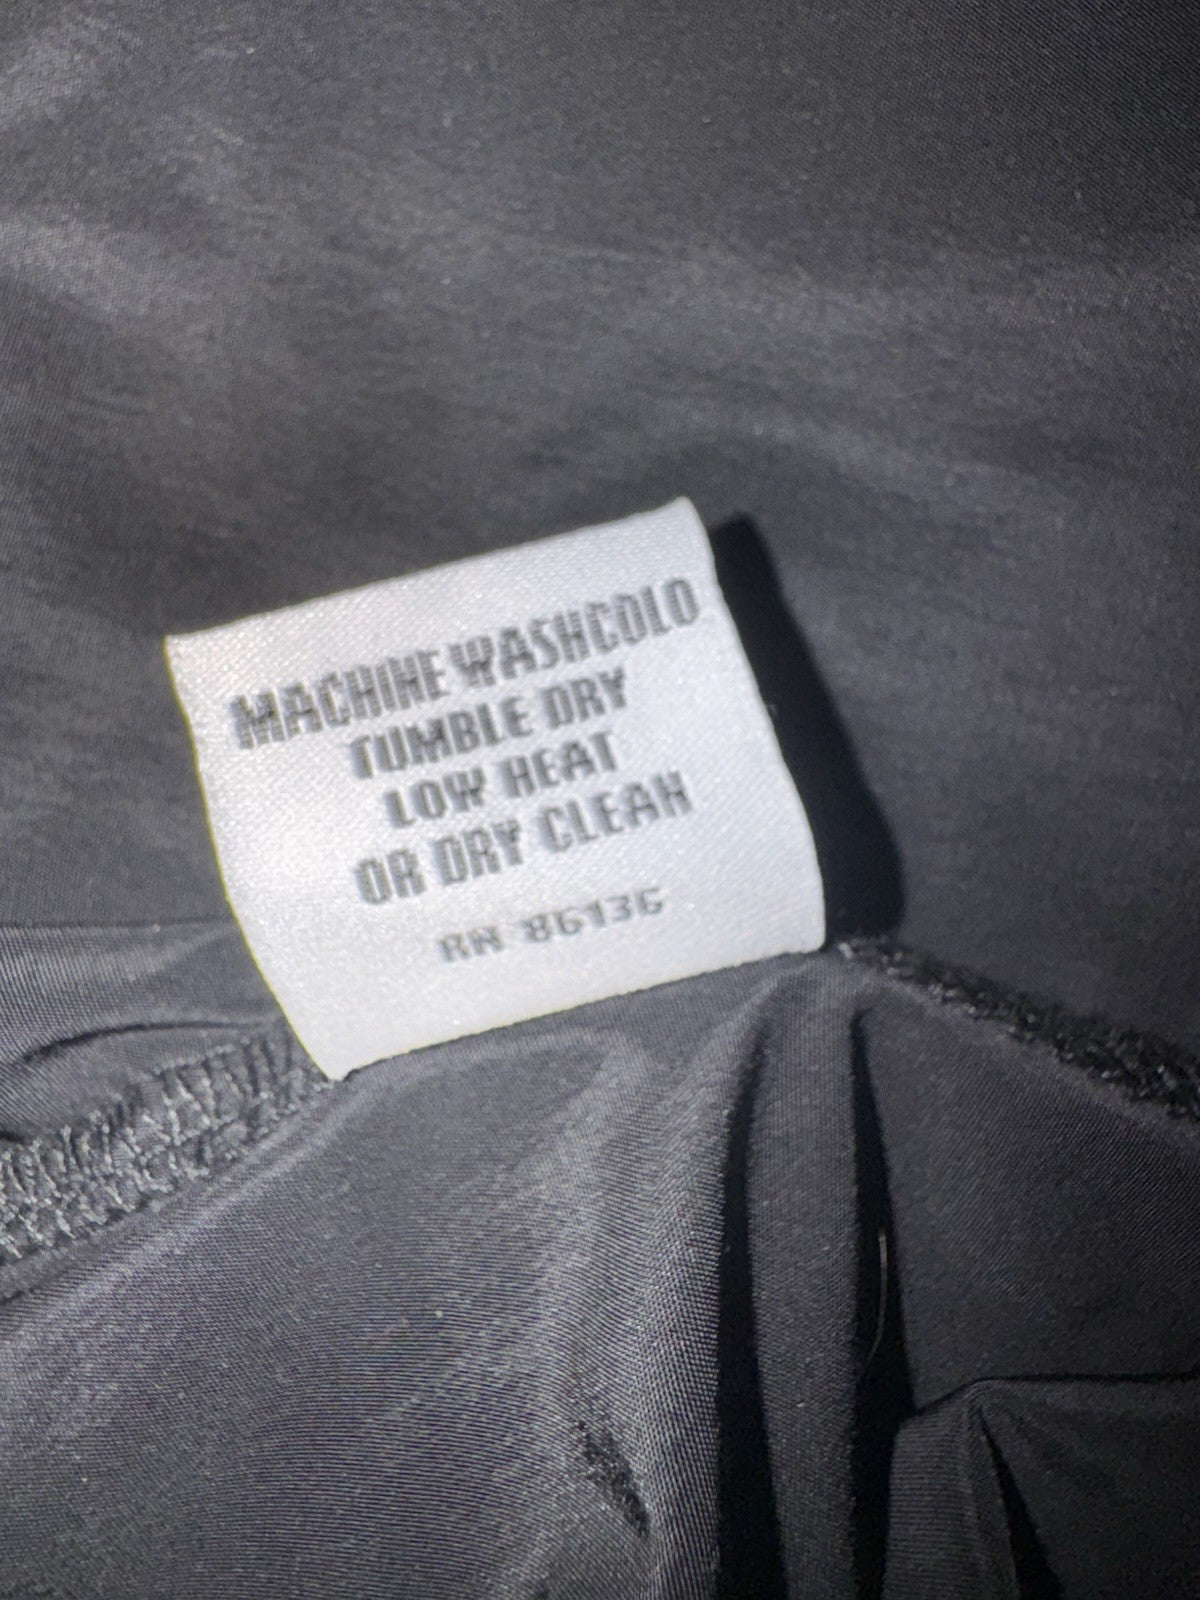 MACHINE WASHCOLD
TUMBLE DRY
LOW HEAT
OR DRY CLEAN
RN 86136